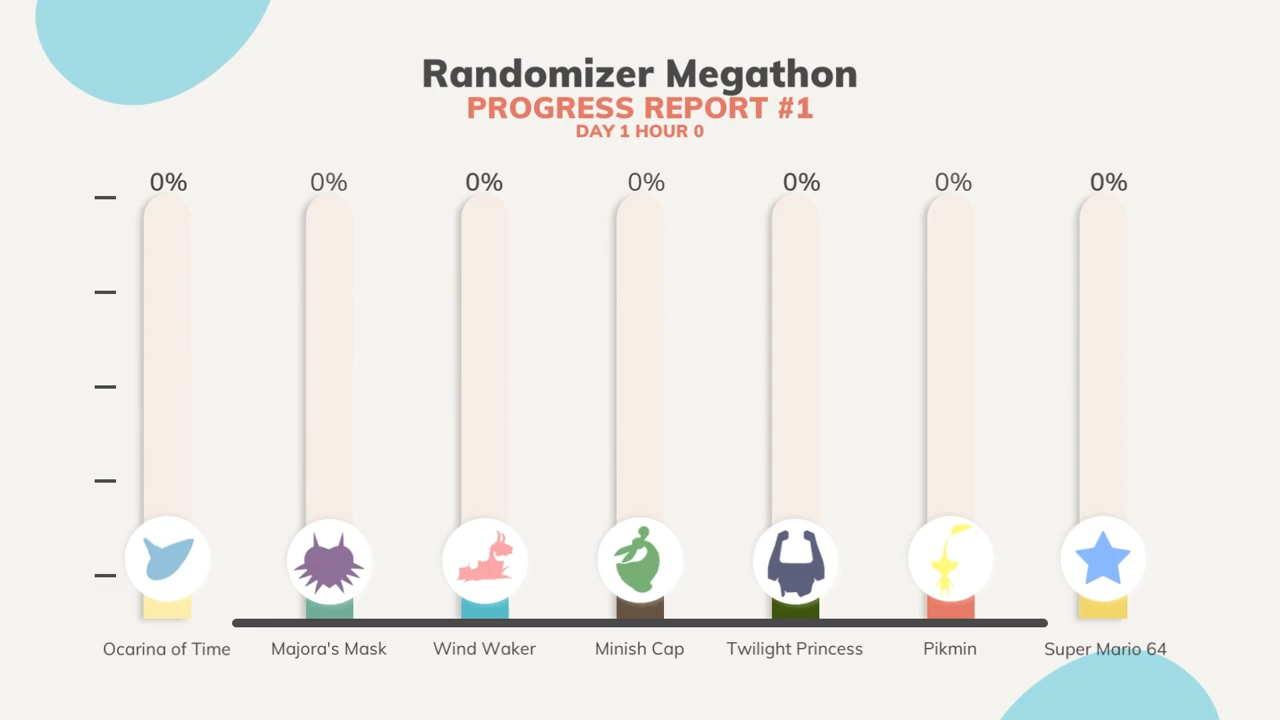 Randomizer Megathon
PROGRESS REPORT #1
DAY 1 HOUR 0
0% 0% 0% 0% 0% 0% 0%
Ocarina of Time Majora's Mask Wind Waker Minish Cap Twilight Princess Pikmin Super Mario 64